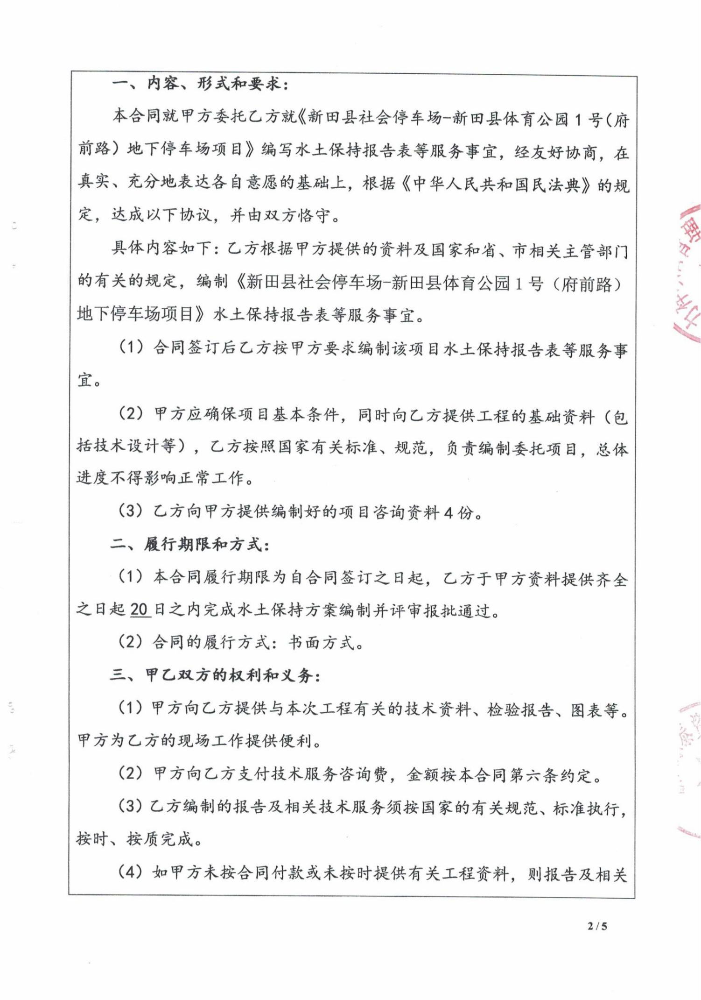 一、内容、形式和要求：
本合同就甲方委托乙方就《新田县社会停车场-新田县体育公园1号（府
前路）地下停车场项目》编写水土保持报告表等服务事宜，经友好协商，在
真实、充分地表达各自意愿的基础上，根据《中华人民共和国民法典》的规
定，达成以下协议，并由双方恪守。
具体内容如下：乙方根据甲方提供的资料及国家和省、市相关主管部门
的有关的规定，编制《新田县社会停车场-新田县体育公园1号（府前路）
地下停车场项目》水土保持报告表等服务事宜。
（1）合同签订后乙方按甲方要求编制该项目水土保持报告表等服务事
宜。
（2）甲方应确保项目基本条件，同时向乙方提供工程的基础资料（包
括技术设计等），乙方按照国家有关标准、规范，负责编制委托项目，总体
进度不得影响正常工作。
（3）乙方向甲方提供编制好的项目咨询资料4份。
二、履行期限和方式：
（1）本合同履行期限为自合同签订之日起，乙方于甲方资料提供齐全
之日起20日之内完成水土保持方案编制并评审报批通过。
（2）合同的履行方式：书面方式。
三、甲乙双方的权利和义务：
（1）甲方向乙方提供与本次工程有关的技术资料、检验报告、图表等。
甲方为乙方的现场工作提供便利。
（2）甲方向乙方支付技术服务咨询费，金额按本合同第六条约定。
（3）乙方编制的报告及相关技术服务须按国家的有关规范、标准执行，
按时、按质完成。
（4）如甲方未按合同付款或未按时提供有关工程资料，则报告及相关
2/5